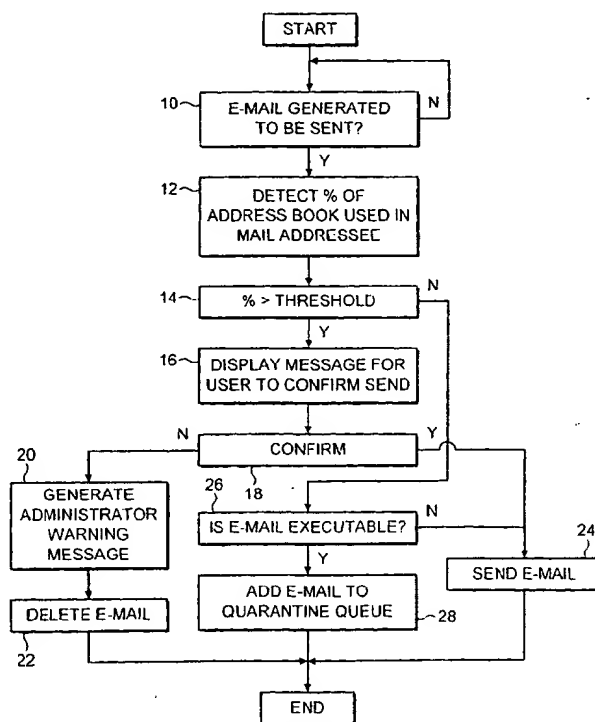 START
10
E-MAIL GENERATED
TO BE SENT?
N
Y
12
DETECT % OF
ADDRESS BOOK USED IN
MAIL ADDRESSEE
14
% > THRESHOLD
N
Y
16
DISPLAY MESSAGE FOR
USER TO CONFIRM SEND
N
CONFIRM
Y
18
20
GENERATE
ADMINISTRATOR
WARNING
MESSAGE
26
IS E-MAIL EXECUTABLE?
N
Y
24
SEND E-MAIL
DELETE E-MAIL
22
ADD E-MAIL TO
QUARANTINE QUEUE
28
END